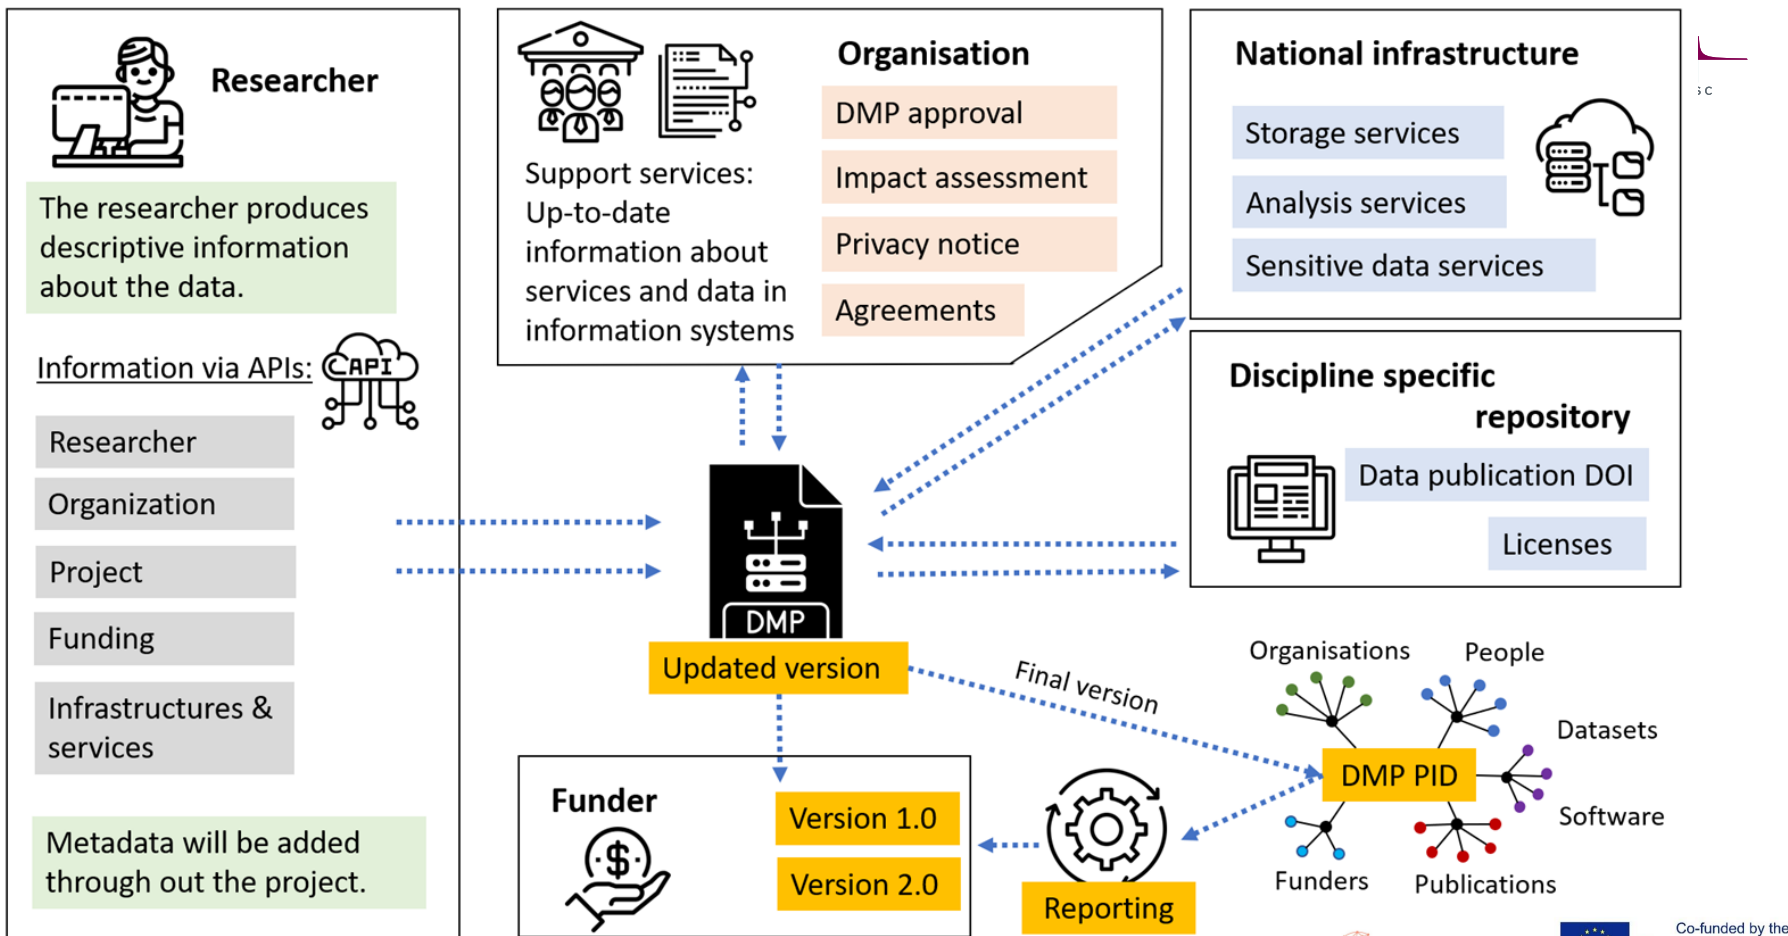 Researcher
The researcher produces
descriptive information
about the data.
Information via APIs:
API
Researcher
Organization
Project
Funding
Infrastructures &
services
Metadata will be added
through out the project.
Organisation
Support services:
Up-to-date
information about
services and data in
information systems
DMP approval
Impact assessment
Privacy notice
Agreements
National infrastructure
Storage services
Analysis services
Sensitive data services
Discipline specific
repository
Data publication DOI
Licenses
DMP
Updated version
Final version
Funder
$
Version 1.0
Version 2.0
Reporting
Organisations
People
Datasets
DMP PID
Software
Funders
Publications
Co-funded by the